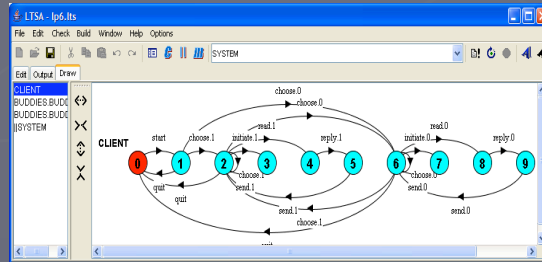 LTSA - lp6.lts
File Edit Check Build Window Help Options
SYSTEM
Edit Output Draw
CLIENT
BUDDIES.BUDD
BUDDIES.BUDD
||SYSTEM
choose.0
choose.0
read.1
read.0
CLIENT
start
choose.1
initiate.1
reply.1
initiate.0
reply.0
0 1 2 3 4 5 6 7 8 9
choose.1
choose.0
quit
send.1
quit
send.1
send.0
choose.1